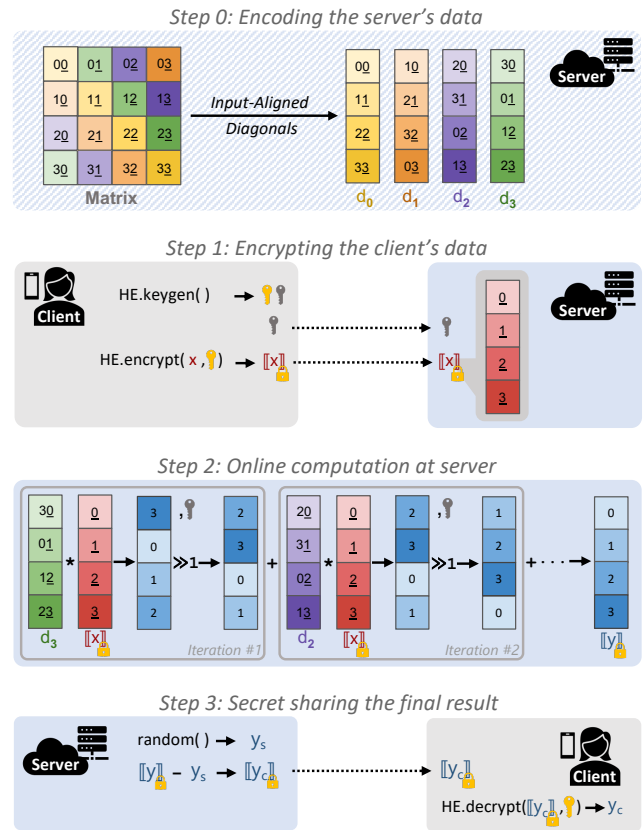 Step 0: Encoding the server's data
00 01 02 03
10 11 12 13
20 21 22 23
30 31 32 33
Matrix
Input-Aligned
Diagonals
00 10 20 30
11 21 31 01
22 32 02 12
33 03 13 23
d0 d1 d2 d3
Server
Step 1: Encrypting the client's data
Client
HE.keygen( ) →
HE.encrypt( x , ) → ⟦x⟧
⟦x⟧
0
1
2
3
Server
Step 2: Online computation at server
30 0 3 , 2 20 0 2 , 1 0
01 1 0 3 31 1 3 2 1
* ≫1 + * ≫1 + ····
12 2 1 0 02 2 0 3 2
23 3 2 1 13 3 1 0 3
d3 ⟦x⟧ Iteration #1 d2 ⟦x⟧ Iteration #2 ⟦y⟧
Step 3: Secret sharing the final result
Server
random( ) → ys
⟦y⟧ − ys → ⟦yc⟧
⟦yc⟧
Client
HE.decrypt(⟦yc⟧, ) → yc